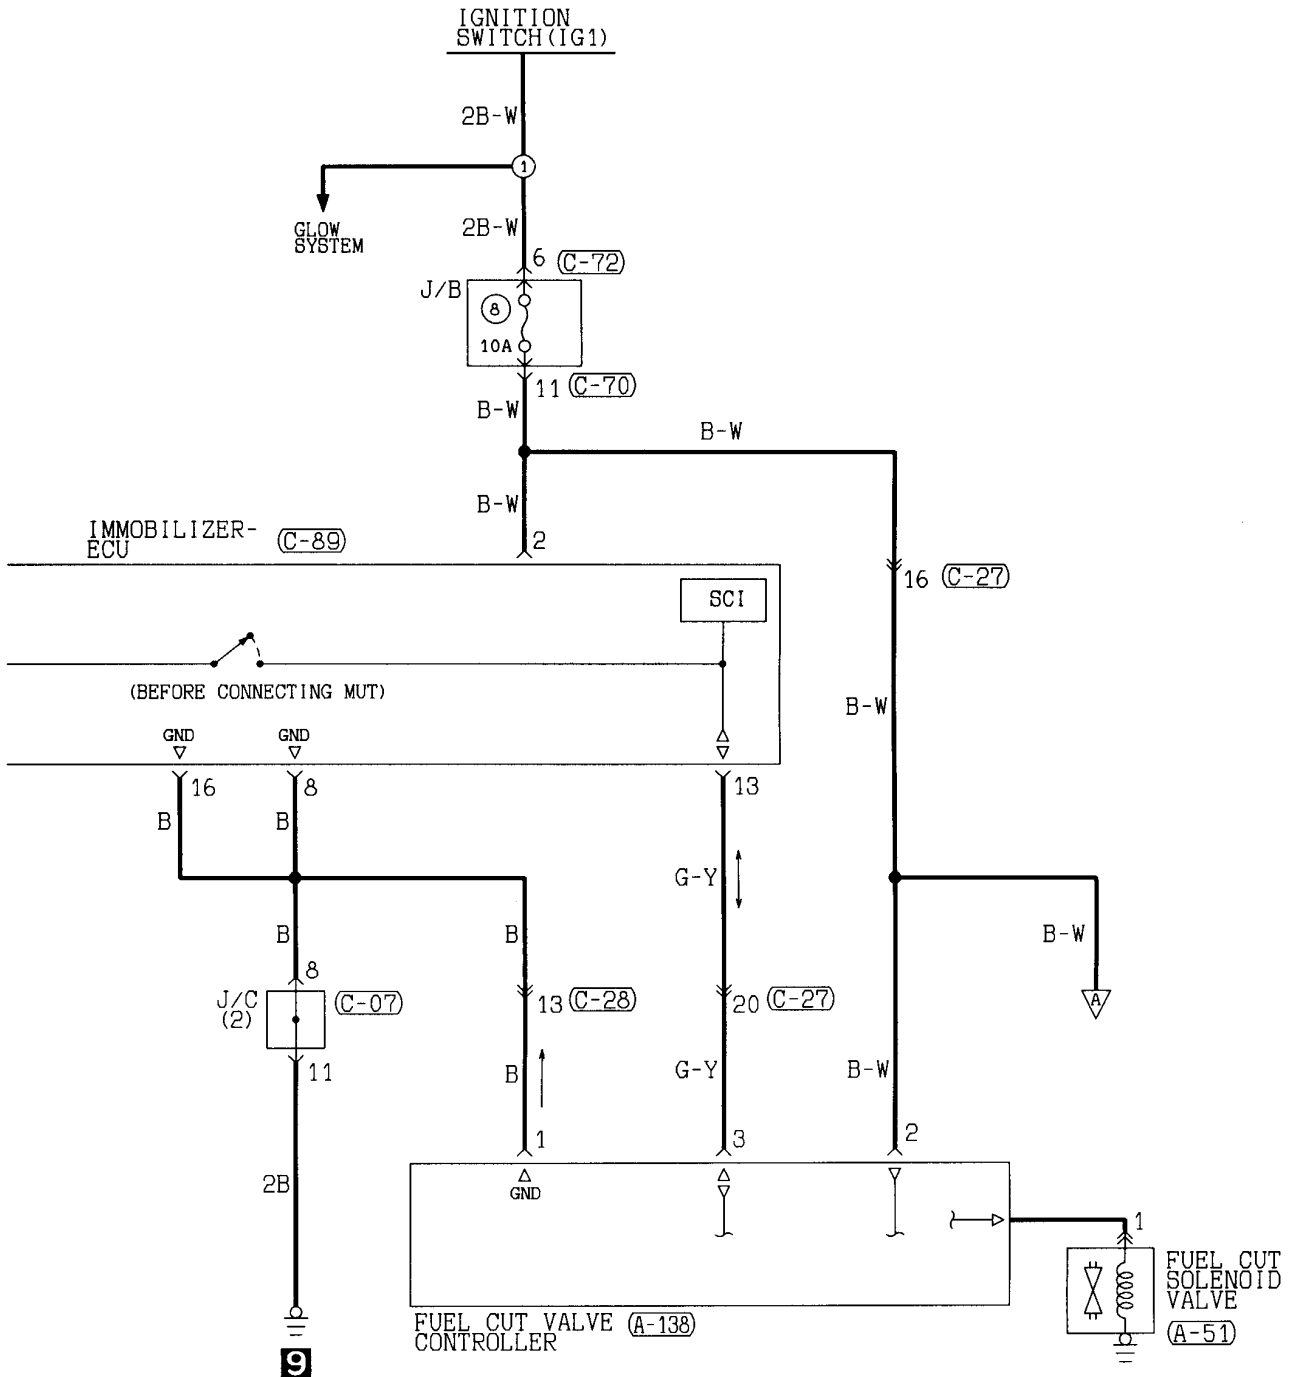 IGNITION
SWITCH(IG1)
2B-W
1
GLOW
SYSTEM
2B-W
6 (C-72)
J/B
8
10A
11 (C-70)
B-W
B-W
B-W
IMMOBILIZER-
ECU
(C-89)
2
16 (C-27)
SCI
(BEFORE CONNECTING MUT)
B-W
GND
GND
16
8
13
B
B
G-Y
B
B
B-W
8
J/C
(2)
(C-07)
13 (C-28)
20 (C-27)
A
11
B
G-Y
B-W
1
3
2
2B
GND
1
FUEL CUT
SOLENOID
VALVE
(A-51)
FUEL CUT VALVE (A-138)
CONTROLLER
9